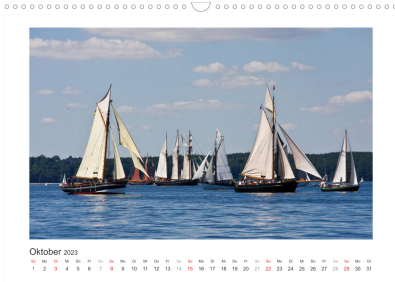 Oktober 2023
So Mo Di Mi Do Fr Sa So Mo Di Mi Do Fr Sa So Mo Di Mi Do Fr Sa So Mo Di Mi Do Fr Sa So Mo Di
1 2 3 4 5 6 7 8 9 10 11 12 13 14 15 16 17 18 19 20 21 22 23 24 25 26 27 28 29 30 31